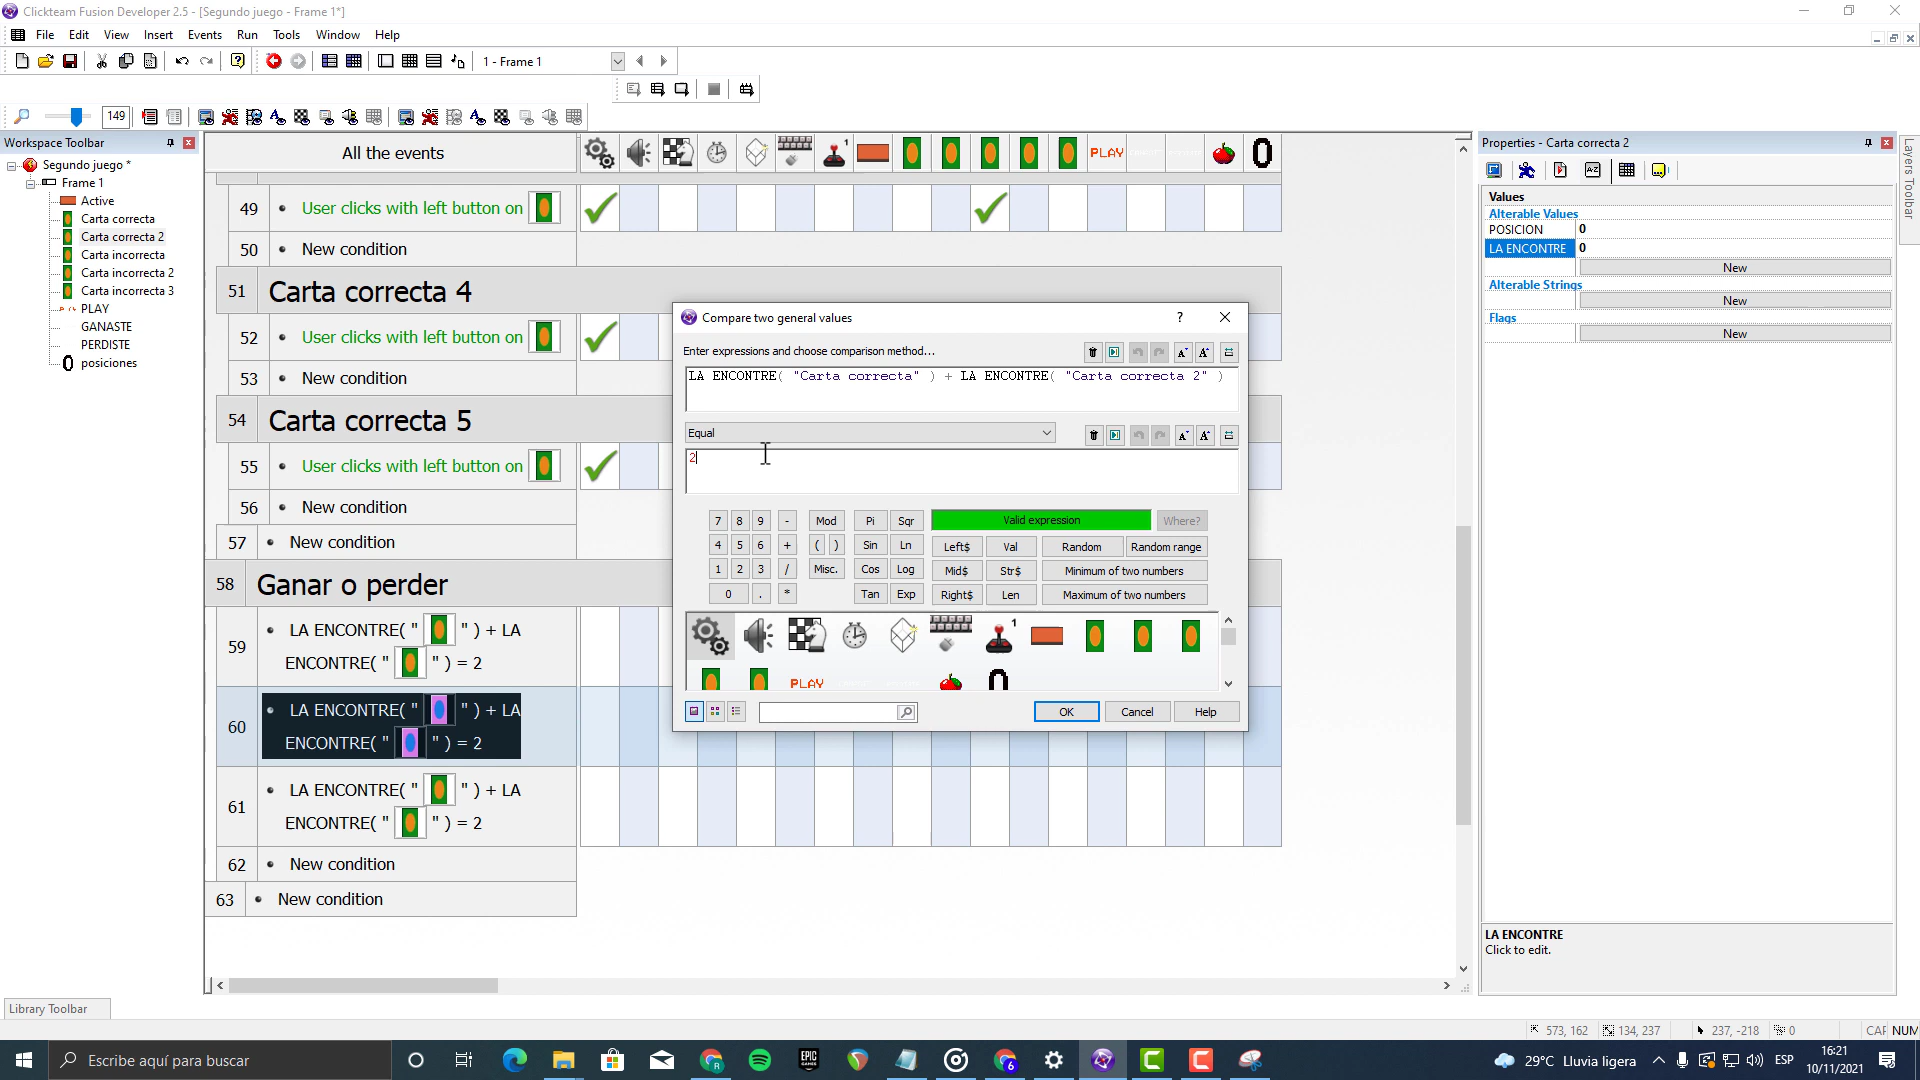 Clickteam Fusion Developer 2.5 - [Segundo juego - Frame 1*]
File Edit View Insert Events Run Tools Window Help
1 - Frame 1
149
Workspace Toolbar
Segundo juego *
Frame 1
Active
Carta correcta
Carta correcta 2
Carta incorrecta
Carta incorrecta 2
Carta incorrecta 3
PLAY
GANASTE
PERDISTE
posiciones
Library Toolbar
All the events
PLAY
49 • User clicks with left button on
50 • New condition
51 Carta correcta 4
52 • User clicks with left button on
53 • New condition
54 Carta correcta 5
55 • User clicks with left button on
56 • New condition
57 • New condition
58 Ganar o perder
59 • LA ENCONTRE( " " ) + LA
ENCONTRE( " " ) = 2
60 • LA ENCONTRE( " " ) + LA
ENCONTRE( " " ) = 2
61 • LA ENCONTRE( " " ) + LA
ENCONTRE( " " ) = 2
62 • New condition
63 • New condition
Compare two general values
Enter expressions and choose comparison method...
LA ENCONTRE( "Carta correcta" ) + LA ENCONTRE( "Carta correcta 2" )
Equal
2
7 8 9 - Mod Pi Sqr Valid expression Where?
4 5 6 + ( ) Sin Ln Left$ Val Random Random range
1 2 3 / Misc. Cos Log Mid$ Str$ Minimum of two numbers
0 . * Tan Exp Right$ Len Maximum of two numbers
PLAY
OK Cancel Help
Properties - Carta correcta 2
Values
Alterable Values
POSICION 0
LA ENCONTRE 0
New
Alterable Strings
New
Flags
New
LA ENCONTRE
Click to edit.
Layers Toolbar
573, 162 134, 237 237, -218 0 CAP NUM
Escribe aquí para buscar
29°C Lluvia ligera ESP
16:21
10/11/2021